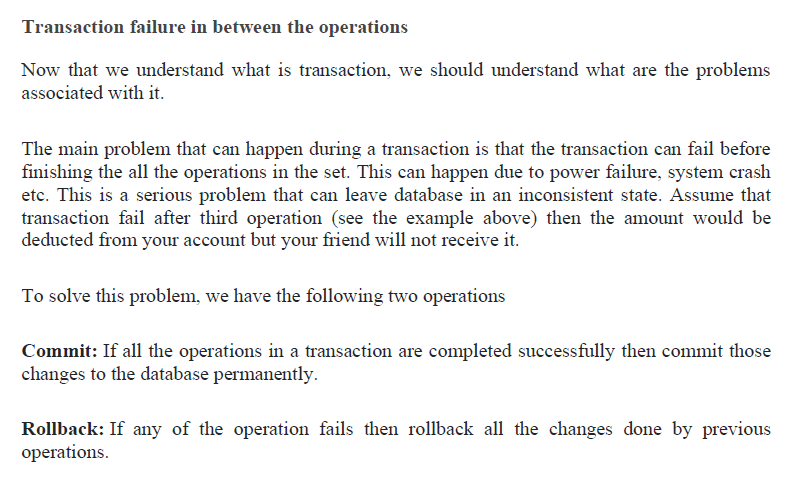 Transaction failure in between the operations
Now that we understand what is transaction, we should understand what are the problems
associated with it.
The main problem that can happen during a transaction is that the transaction can fail before
finishing the all the operations in the set. This can happen due to power failure, system crash
etc. This is a serious problem that can leave database in an inconsistent state. Assume that
transaction fail after third operation (see the example above) then the amount would be
deducted from your account but your friend will not receive it.
To solve this problem, we have the following two operations
Commit: If all the operations in a transaction are completed successfully then commit those
changes to the database permanently.
Rollback: If any of the operation fails then rollback all the changes done by previous
operations.